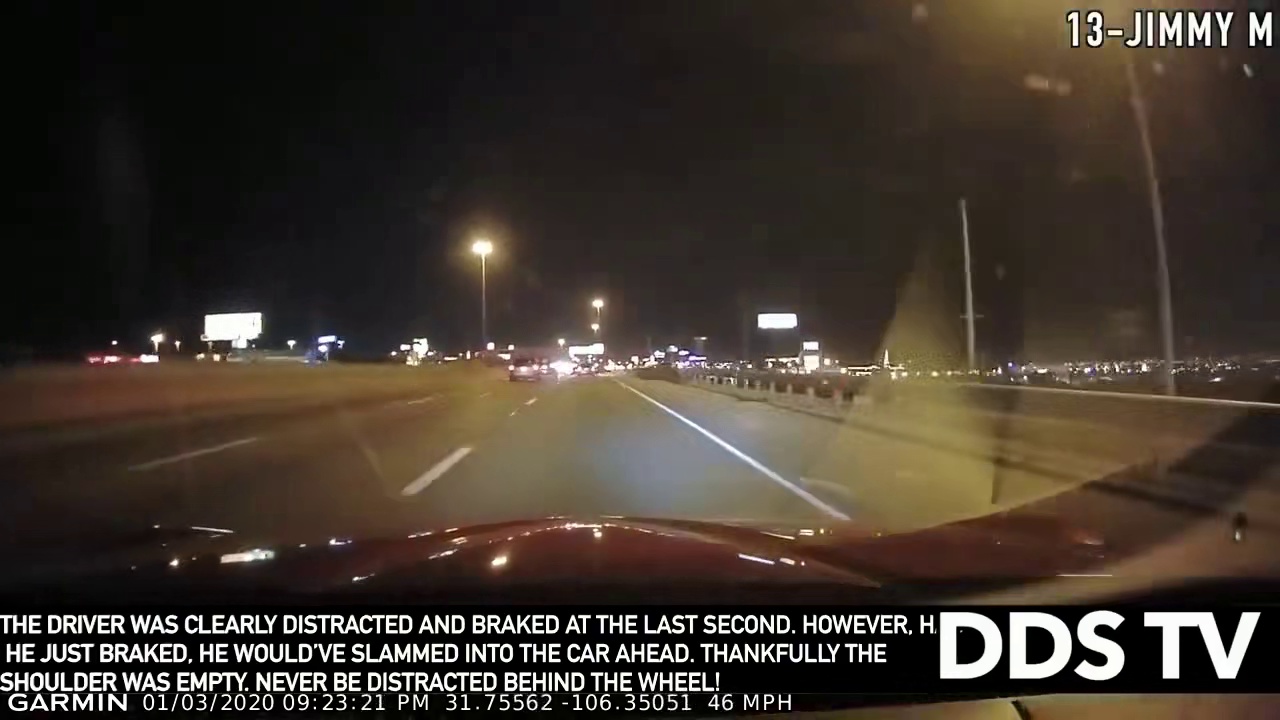 13-JIMMY M
THE DRIVER WAS CLEARLY DISTRACTED AND BRAKED AT THE LAST SECOND. HOWEVER,
HE JUST BRAKED, HE WOULD'VE SLAMMED INTO THE CAR AHEAD. THANKFULLY THE
SHOULDER WAS EMPTY. NEVER BE DISTRACTED BEHIND THE WHEEL!
DDS TV
GARMIN 01/03/2020 09:23:21 PM 31.75562 -106.35051 46 MPH